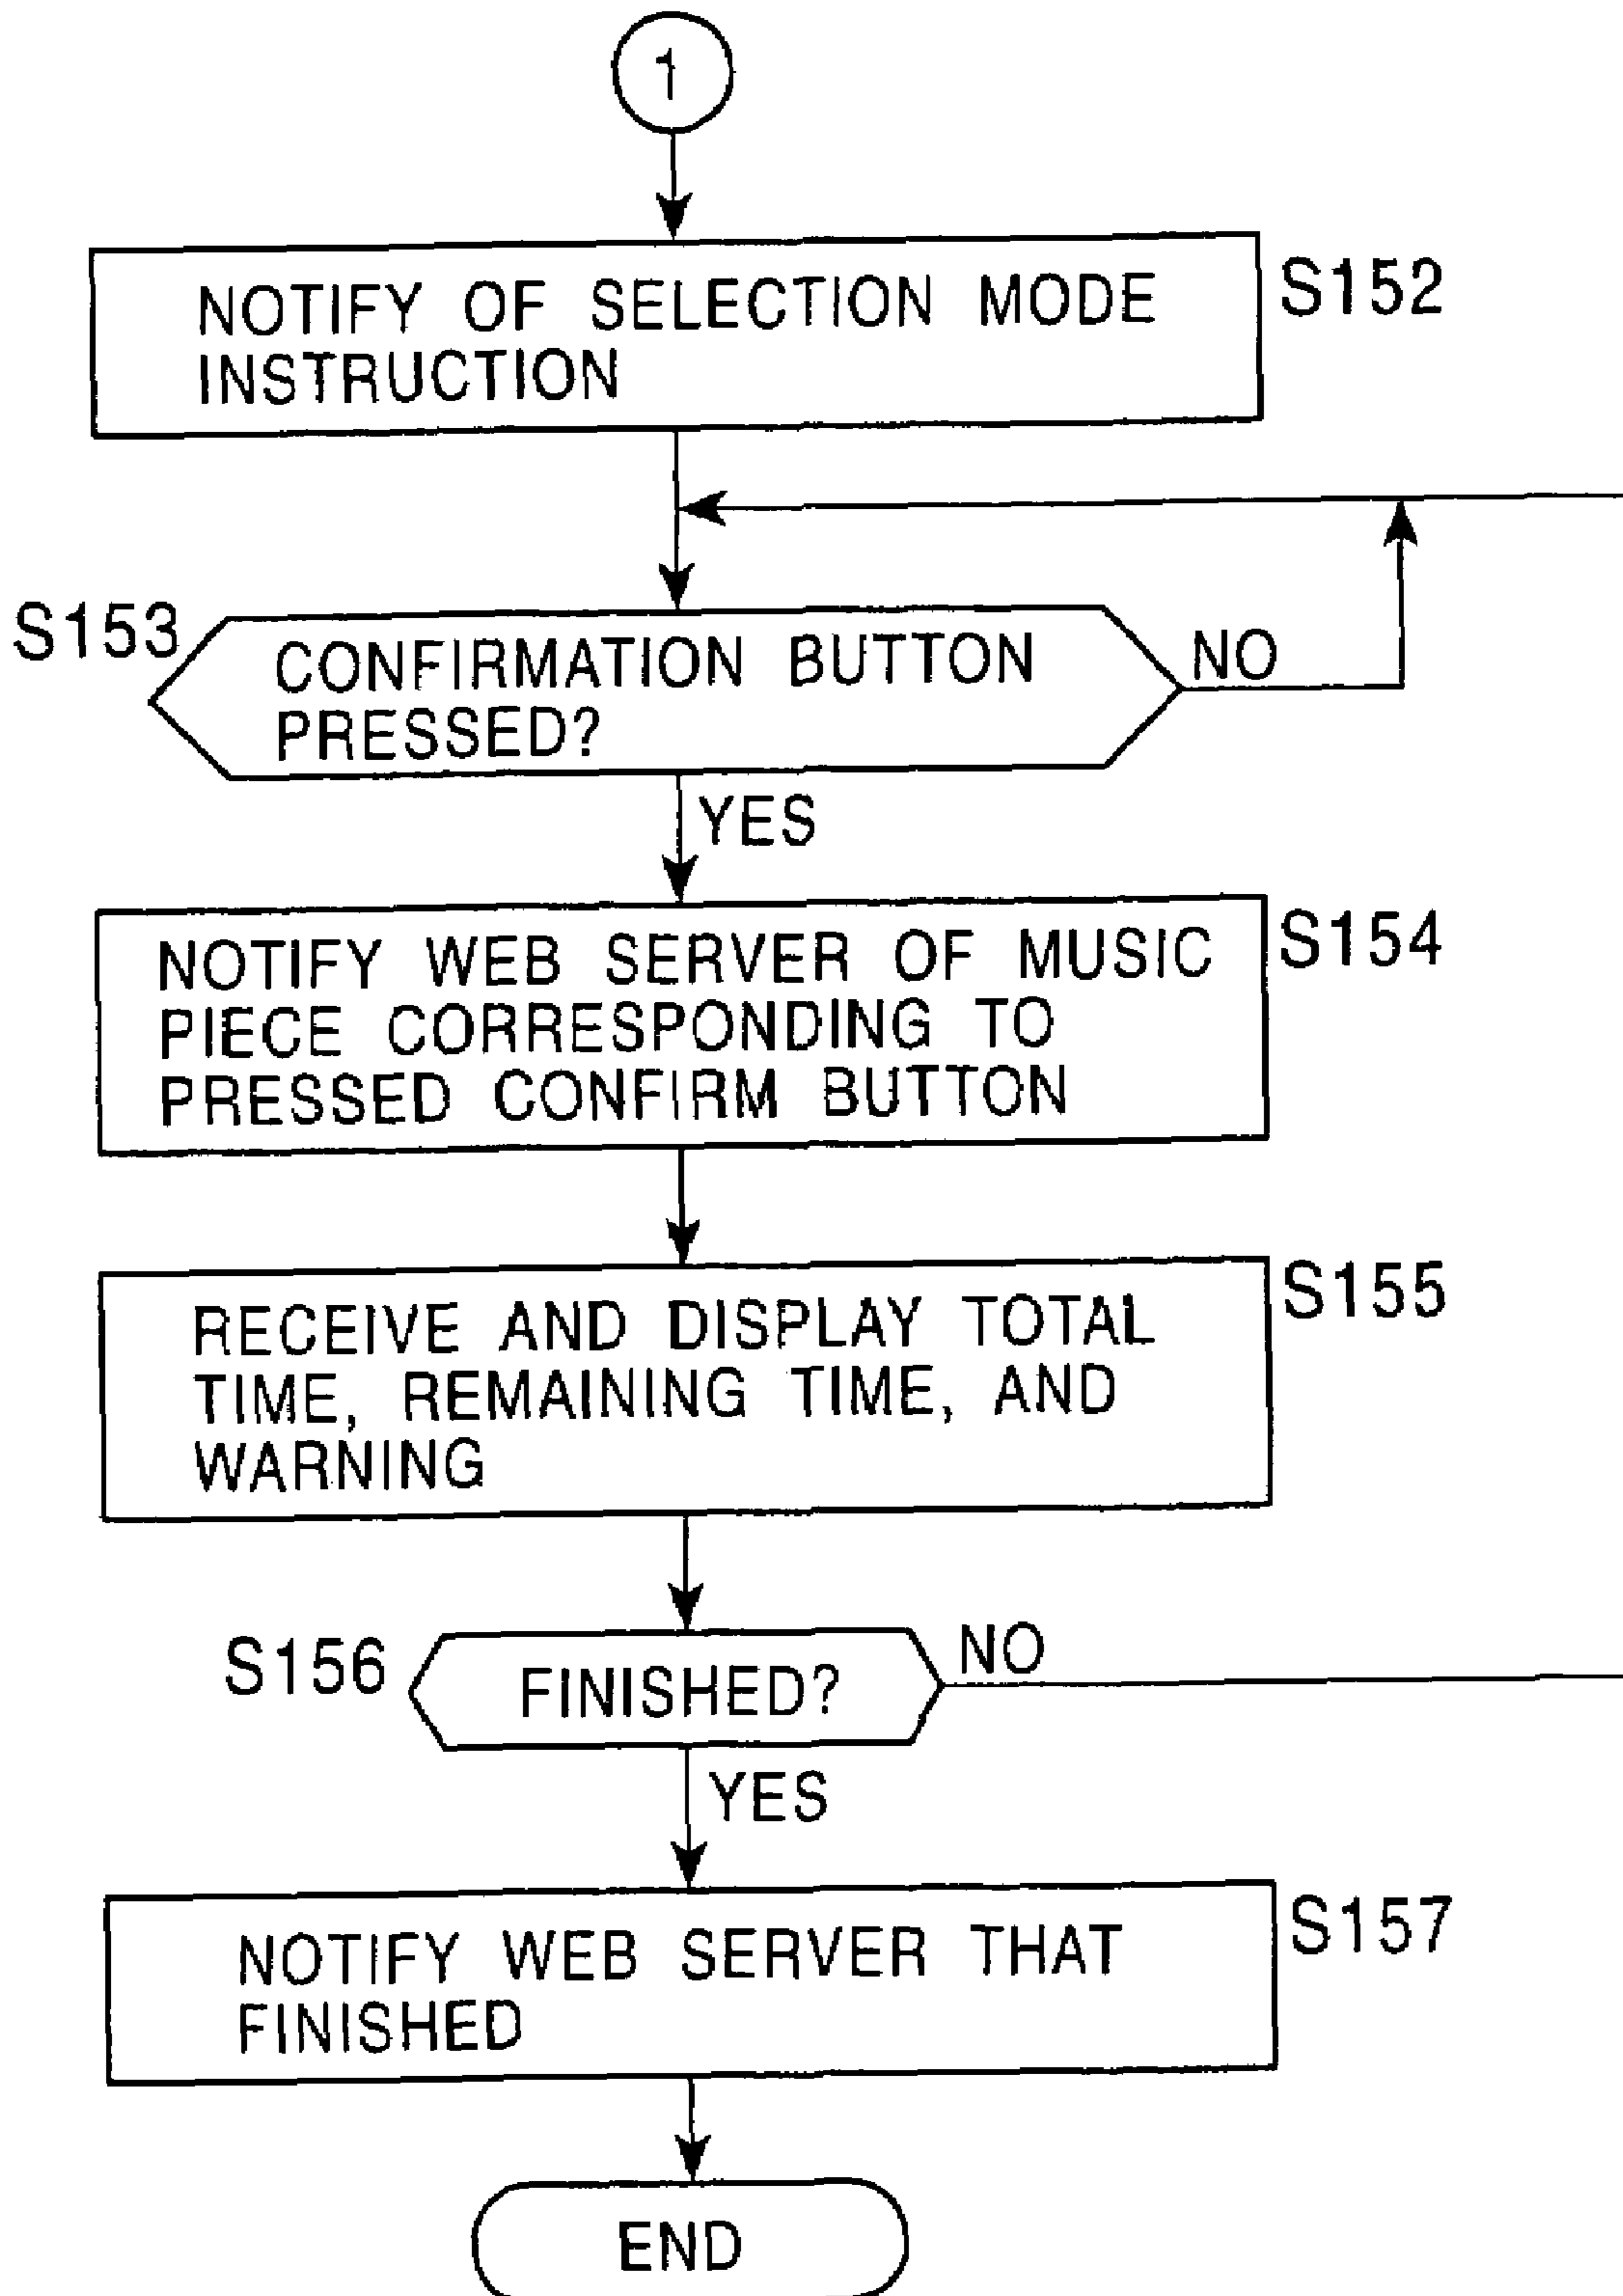 1
NOTIFY OF SELECTION MODE
INSTRUCTION
S152
S153
CONFIRMATION BUTTON
PRESSED?
NO
YES
NOTIFY WEB SERVER OF MUSIC
PIECE CORRESPONDING TO
PRESSED CONFIRM BUTTON
S154
RECEIVE AND DISPLAY TOTAL
TIME, REMAINING TIME, AND
WARNING
S155
S156
FINISHED?
NO
YES
NOTIFY WEB SERVER THAT
FINISHED
S157
END